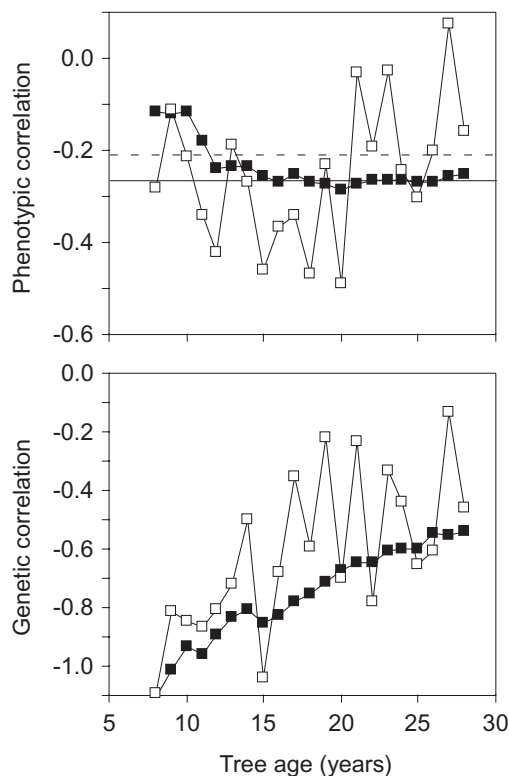 0.0
-0.2
-0.4
-0.6
Phenotypic correlation
0.0
-0.2
-0.4
-0.6
-0.8
-1.0
Genetic correlation
5 10 15 20 25 30
Tree age (years)